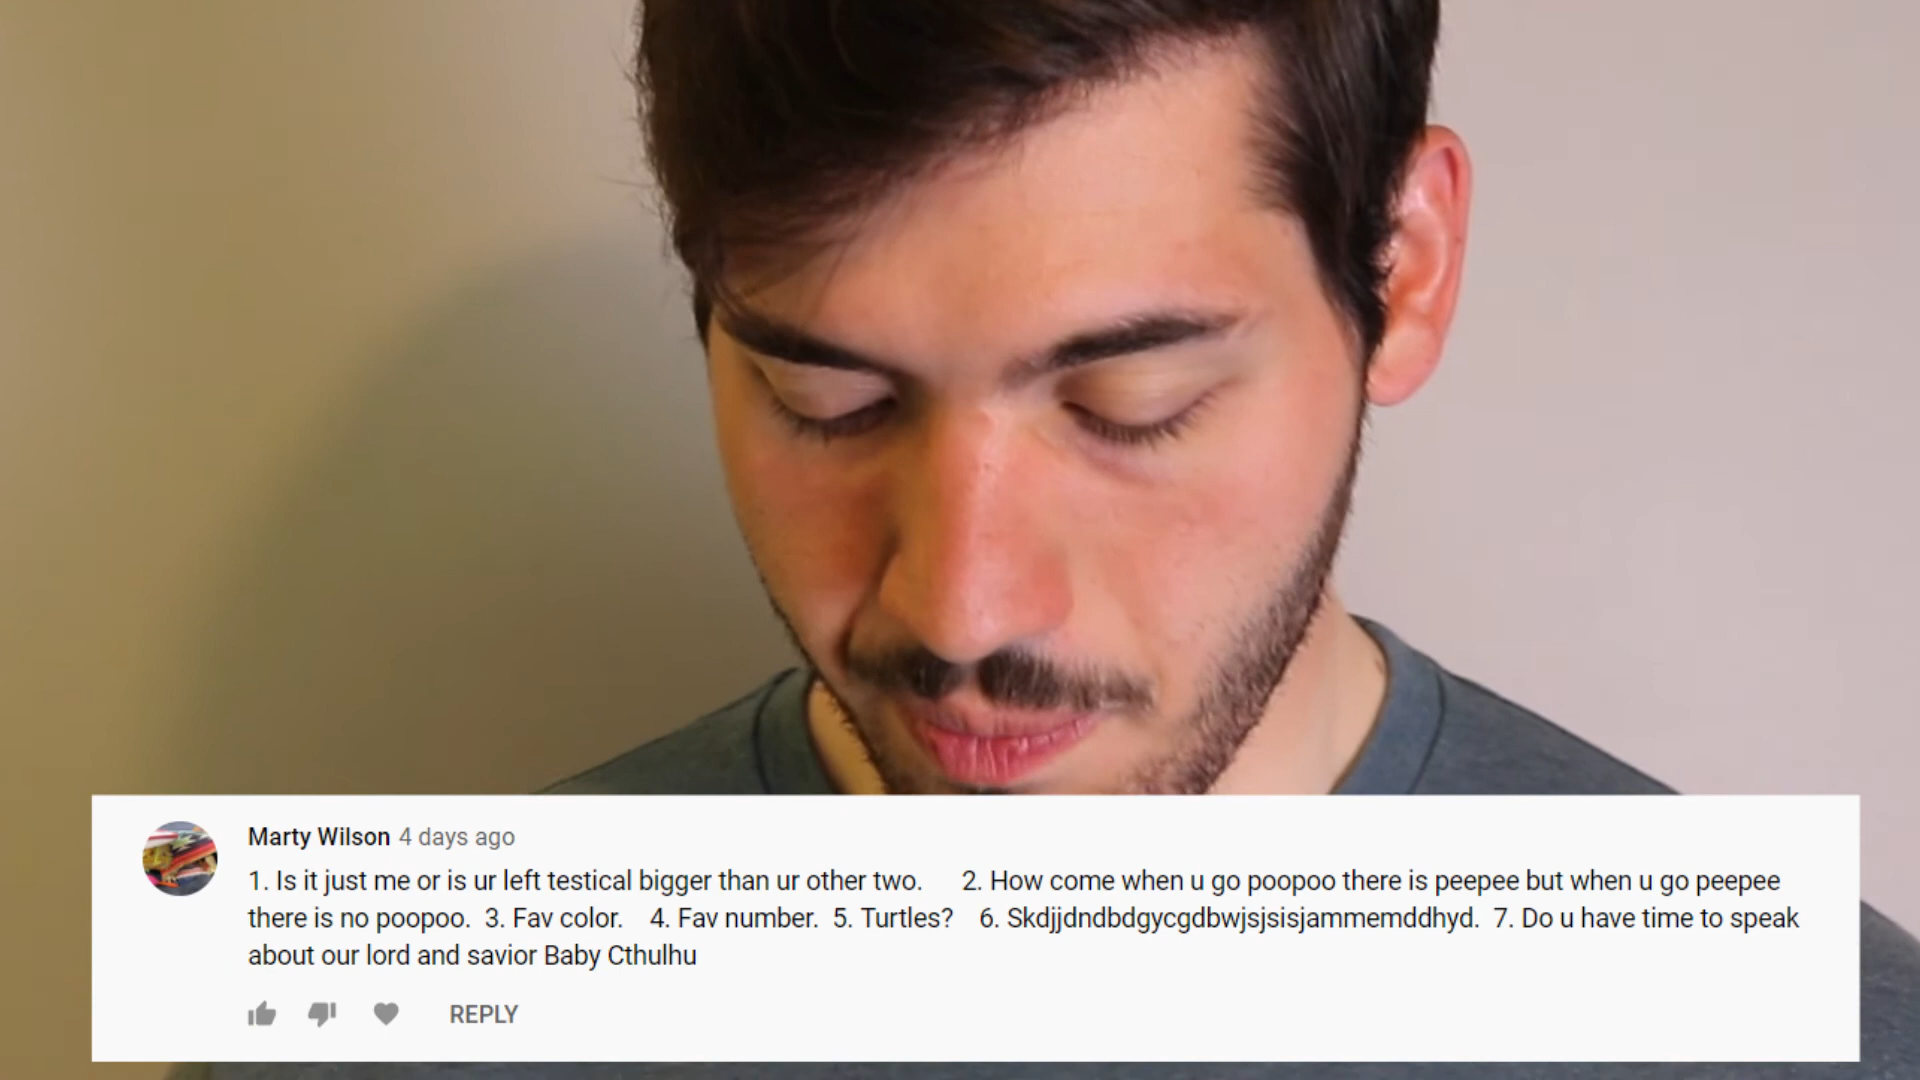 Marty Wilson 4 days ago
1. Is it just me or is ur left testical bigger than ur other two. 2. How come when u go poopoo there is peepee but when u go peepee
there is no poopoo. 3. Fav color. 4. Fav number. 5. Turtles? 6. Skdjjdndbdgycgdbwjsjsisjammemddhyd. 7. Do u have time to speak
about our lord and savior Baby Cthulhu
REPLY